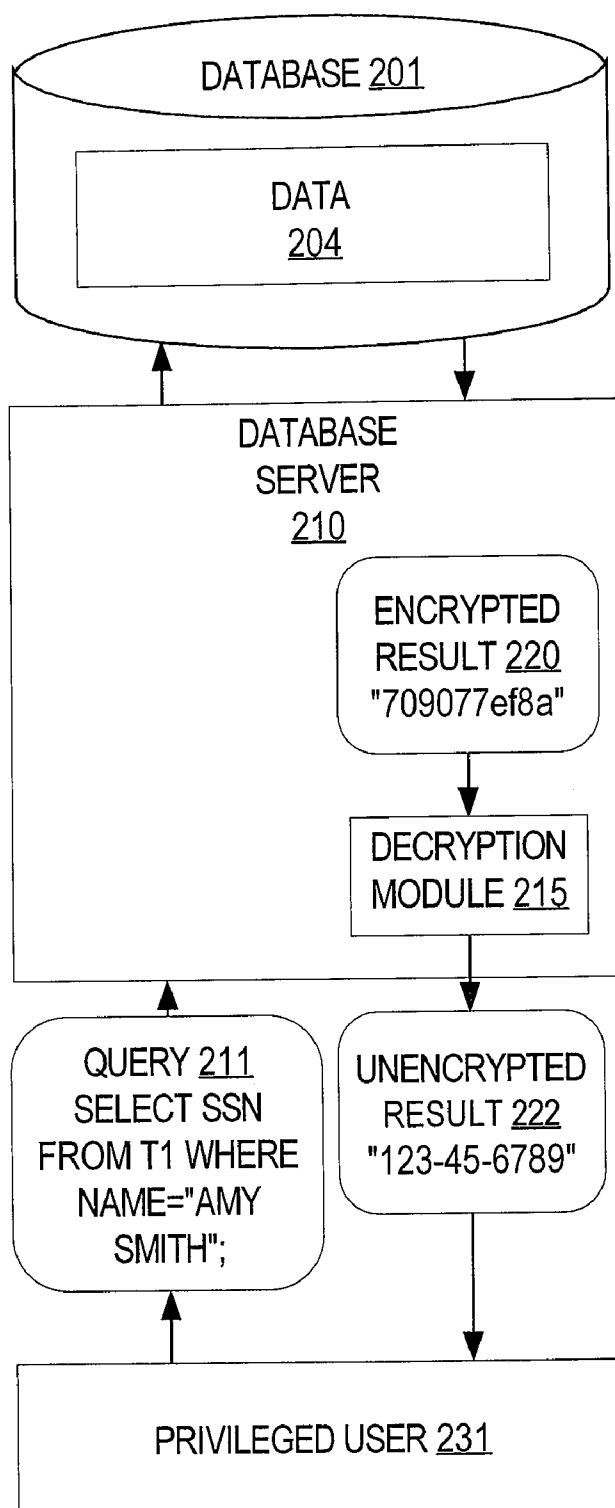 DATABASE 201
DATA
204
DATABASE
SERVER
210
ENCRYPTED
RESULT 220
"709077ef8a"
DECRYPTION
MODULE 215
QUERY 211
SELECT SSN
FROM T1 WHERE
NAME="AMY
SMITH";
UNENCRYPTED
RESULT 222
"123-45-6789"
PRIVILEGED USER 231